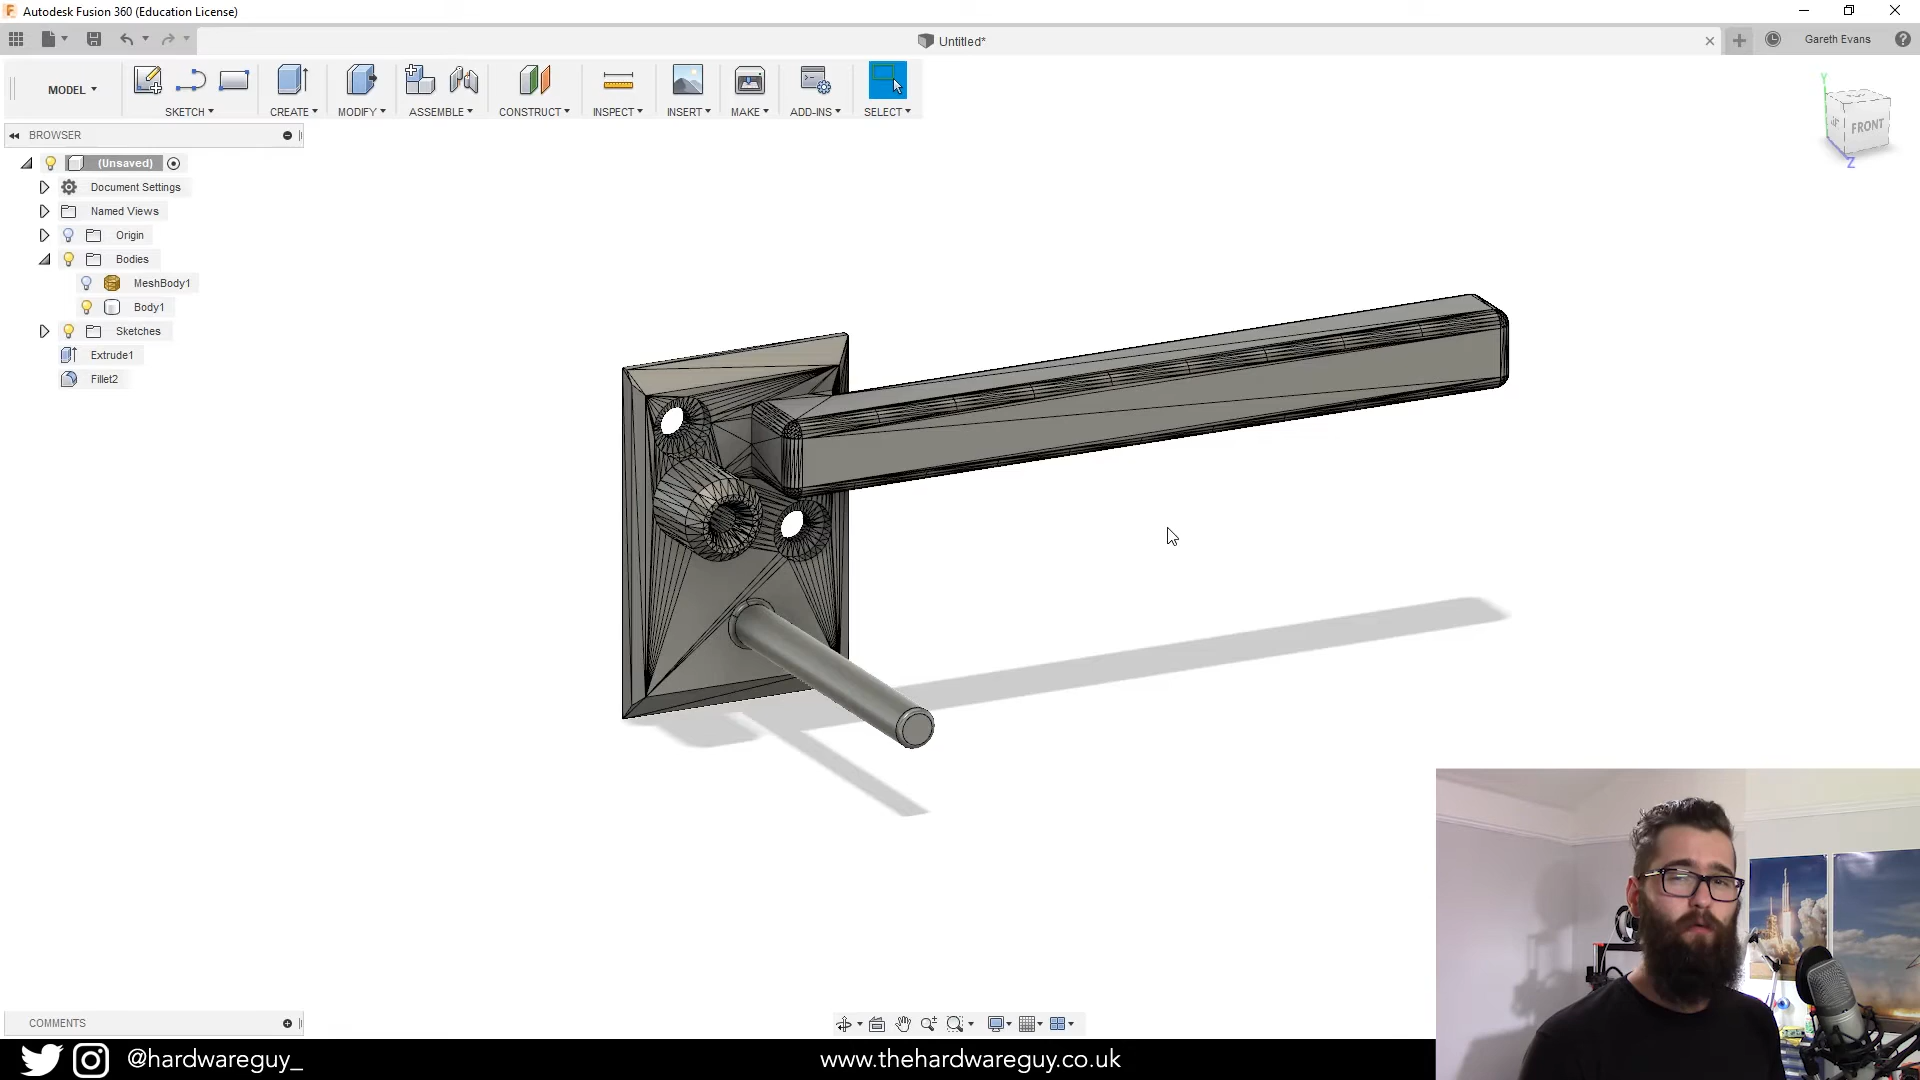 Autodesk Fusion 360 (Education License)
Untitled*
Gareth Evans
MODEL
SKETCH
CREATE
MODIFY
ASSEMBLE
CONSTRUCT
INSPECT
INSERT
MAKE
ADD-INS
SELECT
BROWSER
(Unsaved)
Document Settings
Named Views
Origin
Bodies
MeshBody1
Body1
Sketches
Extrude1
Fillet2
Y
FRONT
Z
COMMENTS
@hardwareguy_
www.thehardwareguy.co.uk